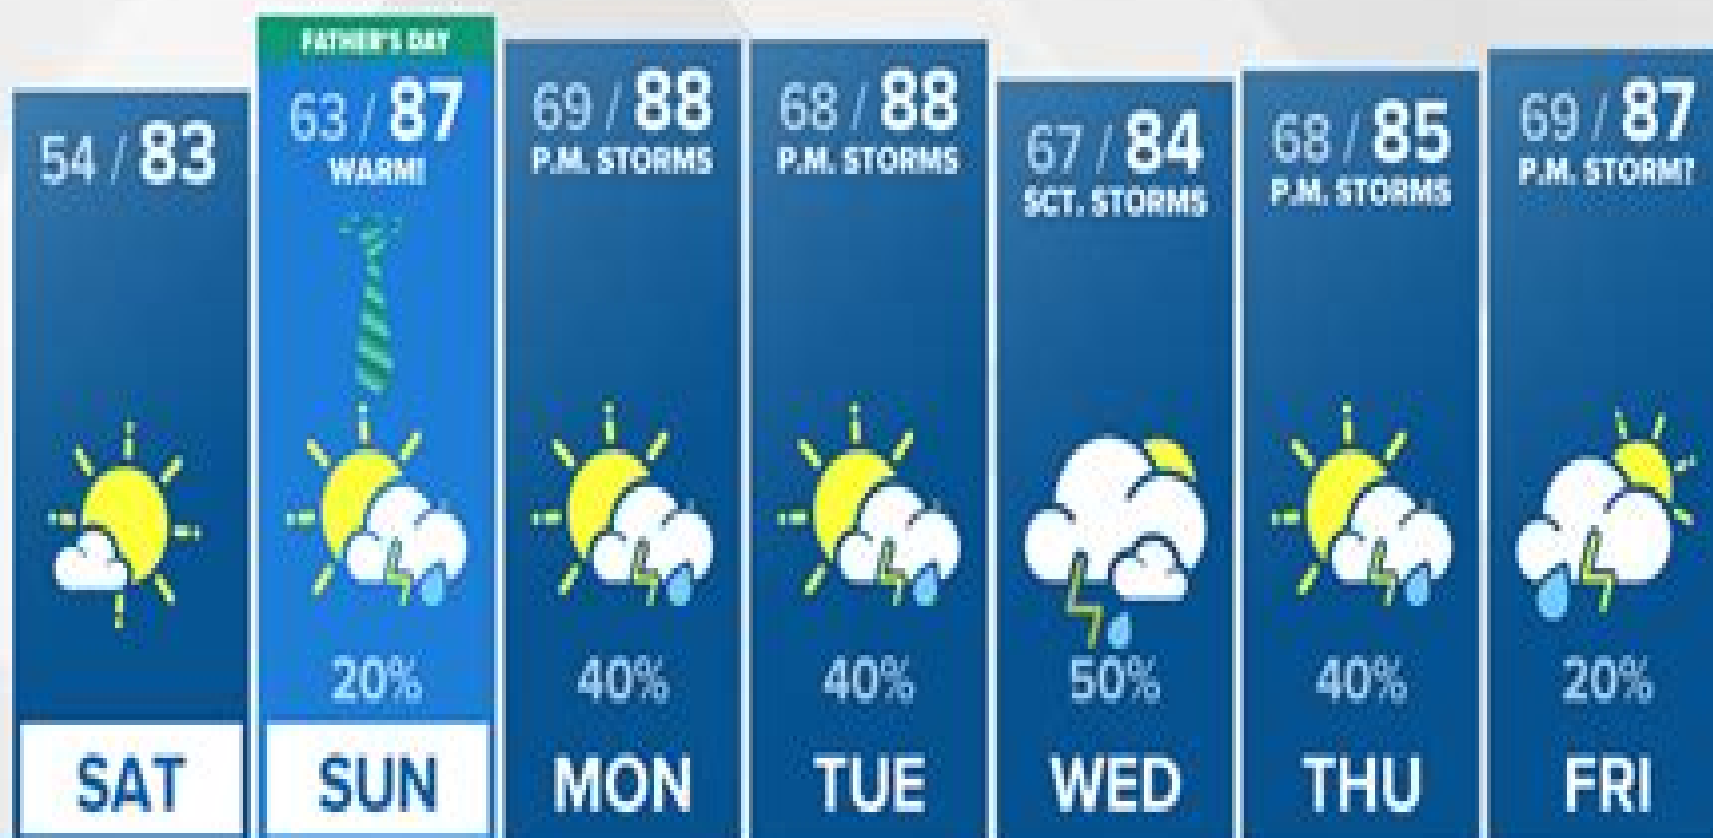 54 / 83
SAT
FATHER'S DAY
63 / 87
WARM!
20%
SUN
69 / 88
P.M. STORMS
40%
MON
68 / 88
P.M. STORMS
40%
TUE
67 / 84
SCT. STORMS
50%
WED
68 / 85
P.M. STORMS
40%
THU
69 / 87
P.M. STORM?
20%
FRI